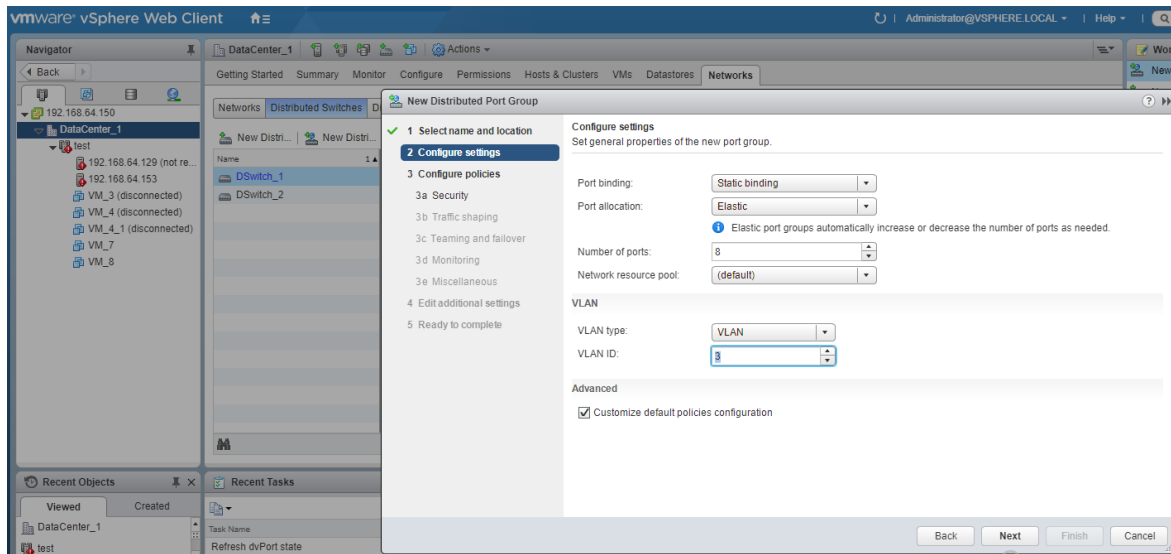 vmware® vSphere Web Client
Administrator@VSPHERE.LOCAL
Help
Navigator
Back
192.168.64.150
DataCenter_1
test
192.168.64.129 (not re...
192.168.64.153
VM_3 (disconnected)
VM_4 (disconnected)
VM_4_1 (disconnected)
VM_7
VM_8
DataCenter_1
Actions
Getting Started Summary Monitor Configure Permissions Hosts & Clusters VMs Datastores Networks
Networks Distributed Switches
New Distri... New Distri...
Name 1
DSwitch_1
DSwitch_2
New Distributed Port Group
1 Select name and location
2 Configure settings
3 Configure policies
3a Security
3b Traffic shaping
3c Teaming and failover
3d Monitoring
3e Miscellaneous
4 Edit additional settings
5 Ready to complete
Configure settings
Set general properties of the new port group.
Port binding: Static binding
Port allocation: Elastic
Elastic port groups automatically increase or decrease the number of ports as needed.
Number of ports: 8
Network resource pool: (default)
VLAN
VLAN type: VLAN
VLAN ID: 3
Advanced
Customize default policies configuration
Back Next Finish Cancel
Recent Objects
Viewed Created
DataCenter_1
test
Recent Tasks
Task Name
Refresh dvPort state
New